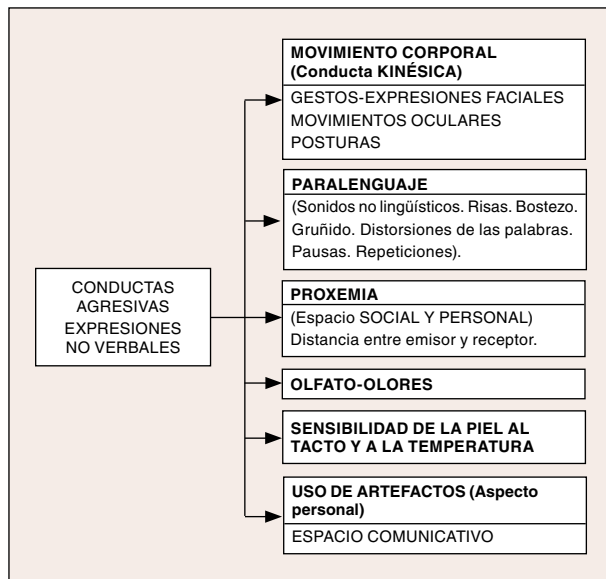 CONDUCTAS
AGRESIVAS
EXPRESIONES
NO VERBALES
MOVIMIENTO CORPORAL
(Conducta KINÉSICA)
GESTOS-EXPRESIONES FACIALES
MOVIMIENTOS OCULARES
POSTURAS
PARALENGUAJE
(Sonidos no lingüísticos. Risas. Bostezo.
Gruñido. Distorsiones de las palabras.
Pausas. Repeticiones).
PROXEMIA
(Espacio SOCIAL Y PERSONAL)
Distancia entre emisor y receptor.
OLFATO-OLORES
SENSIBILIDAD DE LA PIEL AL
TACTO Y A LA TEMPERATURA
USO DE ARTEFACTOS (Aspecto
personal)
ESPACIO COMUNICATIVO